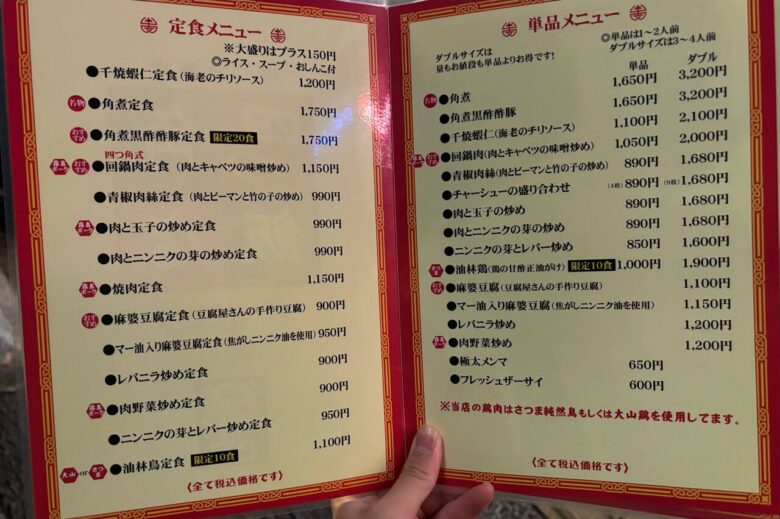 定食メニュー
※大盛りはプラス150円
◎ライス・スープ・おしんこ付
●千焼蝦仁定食(海老のチリソース) 1,200円
名物 ●角煮定食 1,750円
おすすめ ●角煮黒酢酢豚定食 限定20食 1,750円
四つ角式
おすすめ ●回鍋肉定食(肉とキャベツの味噌炒め) 1,150円
●青椒肉絲定食(肉とピーマンと竹の子の炒め) 990円
●肉と玉子の炒め定食 990円
●肉とニンニクの芽の炒め定食 990円
●焼肉定食 1,150円
おすすめ ●麻婆豆腐定食(豆腐屋さんの手作り豆腐) 900円
●マー油入り麻婆豆腐定食(焦がしニンニク油を使用) 950円
●レバニラ炒め定食 900円
●肉野菜炒め定食 900円
●ニンニクの芽とレバー炒め定食 950円
大山 or さつま ●油林鳥定食 限定10食 1,100円
〈全て税込価格です〉
単品メニュー
◎単品は1〜2人前
ダブルサイズは3〜4人前
ダブルサイズは
量もお値段も単品よりお得です!
単品 ダブル
名物 ●角煮 1,650円 3,200円
●角煮黒酢酢豚 1,650円 3,200円
●千焼蝦仁(海老のチリソース) 1,100円 2,100円
おすすめ ●回鍋肉(肉とキャベツの味噌炒め) 1,050円 2,000円
●青椒肉絲(肉とピーマンと竹の子の炒め) 890円 1,680円
●チャーシューの盛り合わせ (4枚)890円 (8枚)1,680円
●肉と玉子の炒め 890円 1,680円
●肉とニンニクの芽の炒め 890円 1,680円
●ニンニクの芽とレバー炒め 850円 1,600円
さつま ●油林鶏(鶏の甘酢正油がけ) 限定10食 1,000円 1,900円
おすすめ ●麻婆豆腐(豆腐屋さんの手作り豆腐) 1,100円
●マー油入り麻婆豆腐(焦がしニンニク油を使用) 1,150円
●レバニラ炒め 1,200円
●肉野菜炒め 1,200円
●極太メンマ 650円
●フレッシュザーサイ 600円
※当店の鶏肉はさつま純然鳥もしくは大山鶏を使用してます。
〈全て税込価格です〉